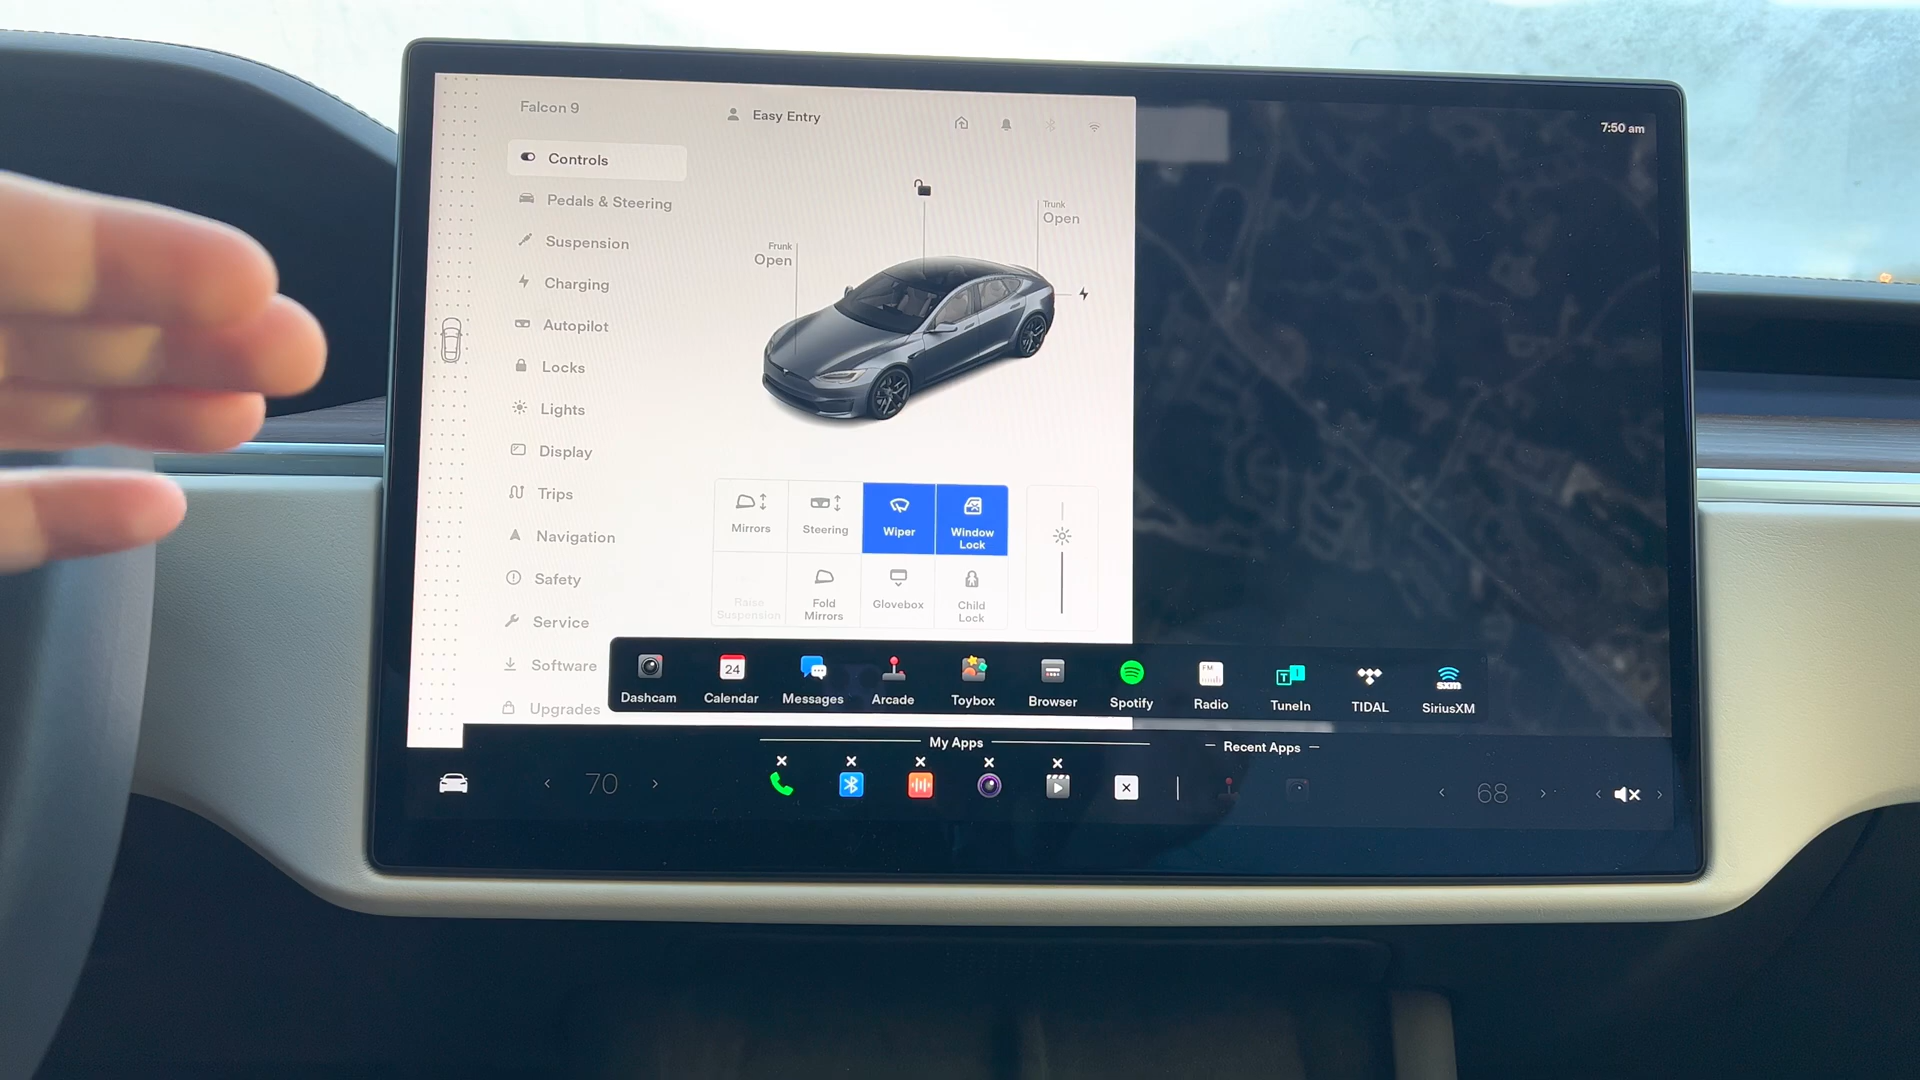 Falcon 9
Easy Entry
7:50 am
Controls
Pedals & Steering
Suspension
Charging
Autopilot
Locks
Lights
Display
Trips
Navigation
Safety
Service
Software
Upgrades
Trunk
Open
Frunk
Open
Mirrors
Steering
Wiper
Window
Lock
Raise
Suspension
Fold
Mirrors
Glovebox
Child
Lock
24
FM
T
SXM
Dashcam
Calendar
Messages
Arcade
Toybox
Browser
Spotify
Radio
TuneIn
TIDAL
SiriusXM
My Apps
Recent Apps
70
68